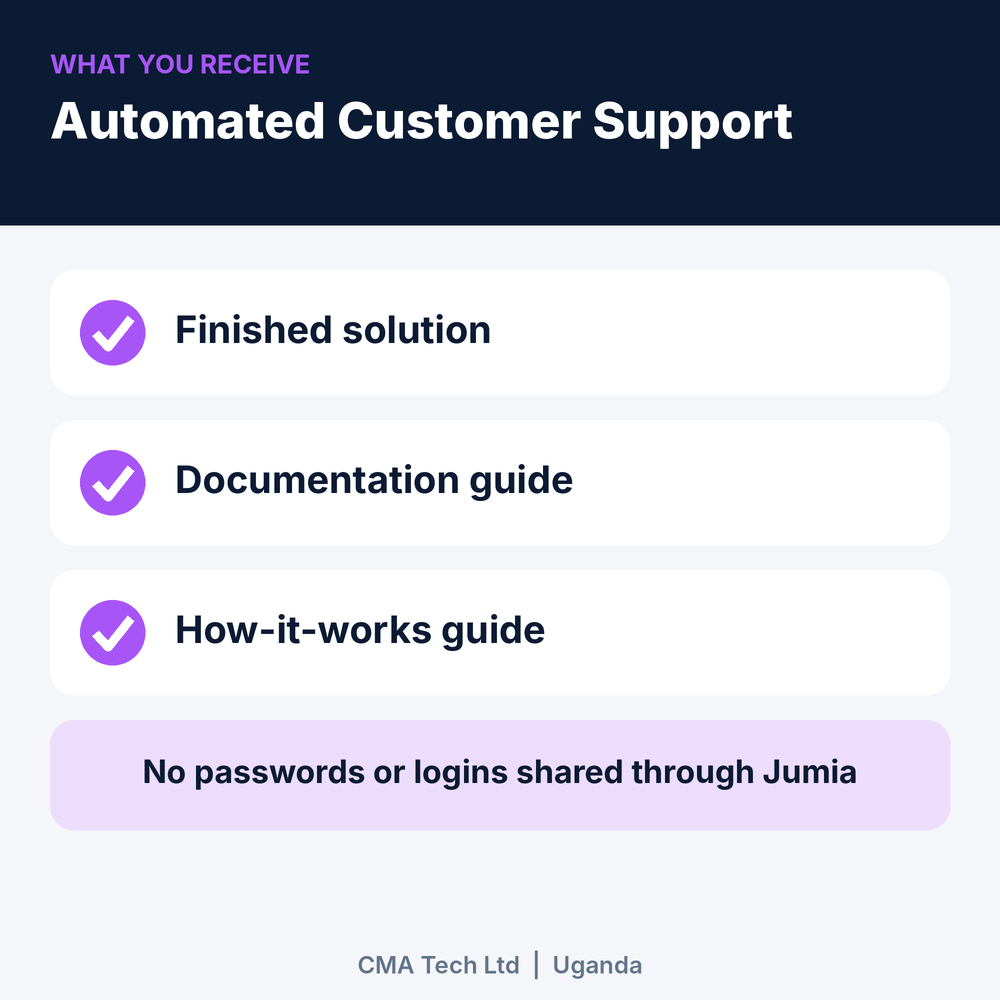 WHAT YOU RECEIVE
Automated Customer Support
Finished solution
Documentation guide
How-it-works guide
No passwords or logins shared through Jumia
CMA Tech Ltd | Uganda